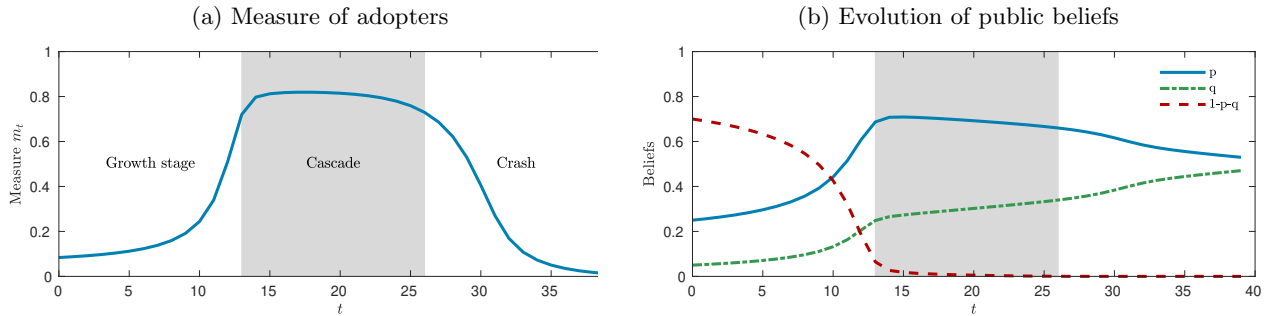 (a) Measure of adopters
1
0.8
0.6
0.4
0.2
0
Measure m_t
Growth stage
Cascade
Crash
0 5 10 15 20 25 30 35
t
(b) Evolution of public beliefs
1
0.8
0.6
0.4
0.2
0
Beliefs
p
q
1-p-q
0 5 10 15 20 25 30 35 40
t